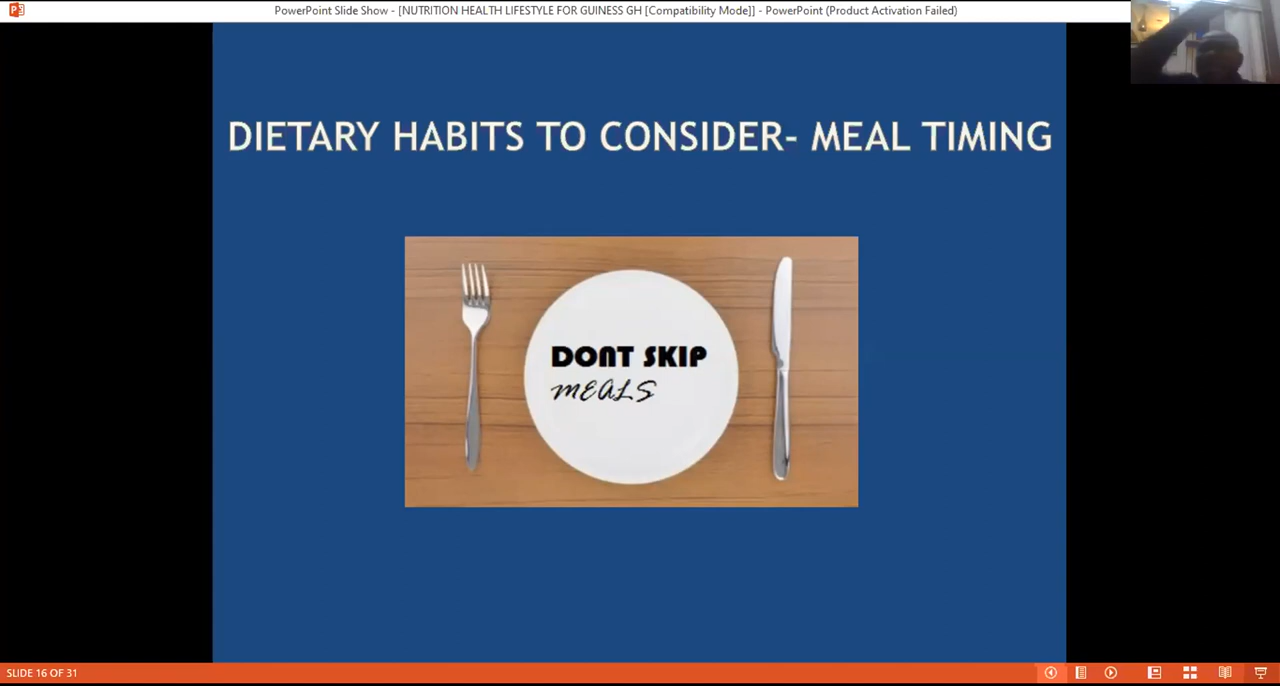 PowerPoint Slide Show - [NUTRITION HEALTH LIFESTYLE FOR GUINESS GH [Compatibility Mode]] - PowerPoint (Product Activation Failed)
DIETARY HABITS TO CONSIDER- MEAL TIMING
DONT SKIP
MEALS
SLIDE 16 OF 31